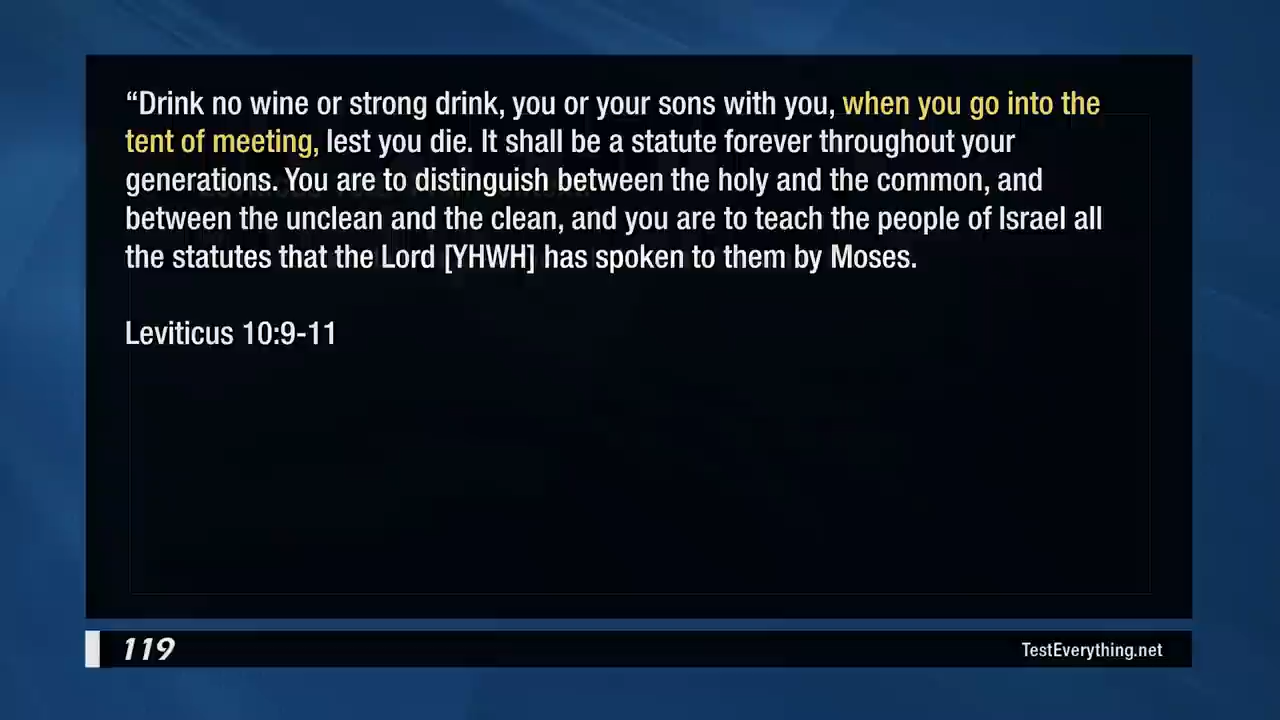 “Drink no wine or strong drink, you or your sons with you, when you go into the
tent of meeting, lest you die. It shall be a statute forever throughout your
generations. You are to distinguish between the holy and the common, and
between the unclean and the clean, and you are to teach the people of Israel all
the statutes that the Lord [YHWH] has spoken to them by Moses.
Leviticus 10:9-11
119
TestEverything.net